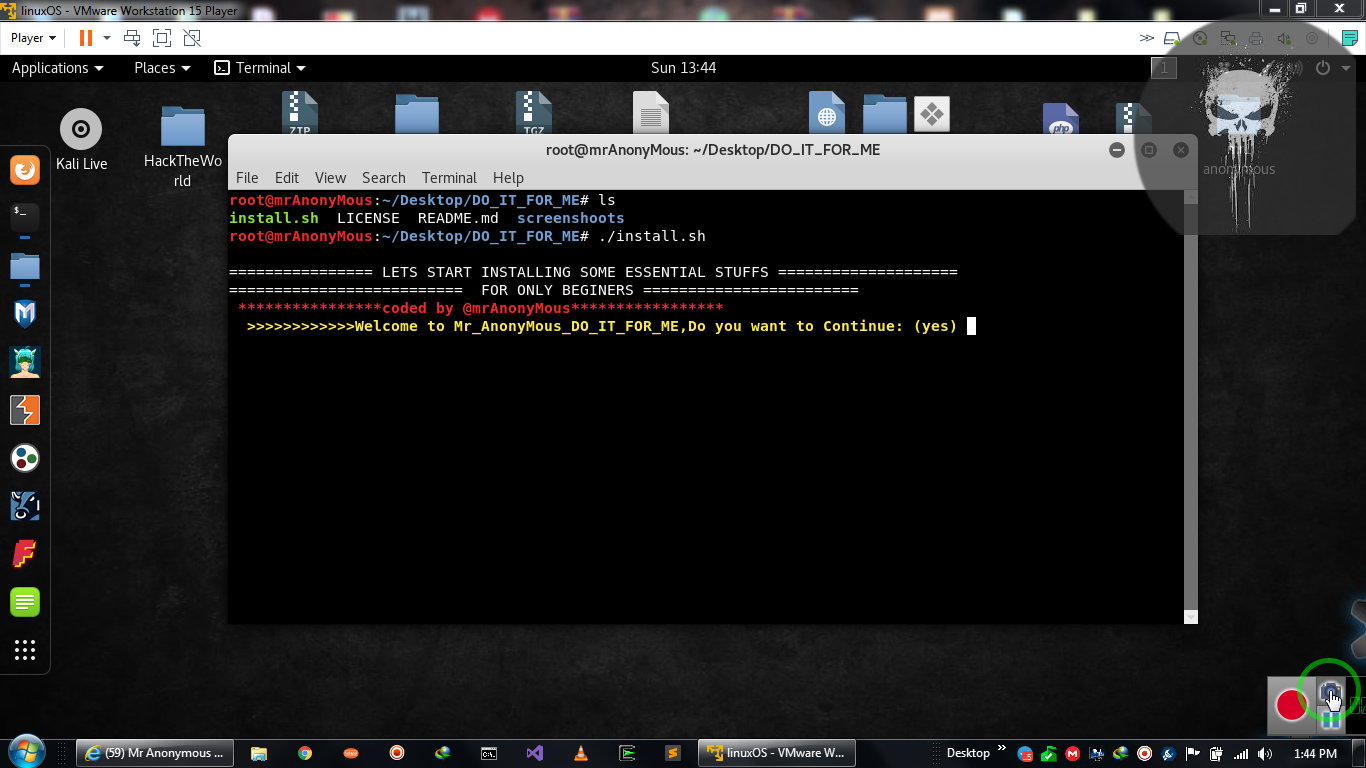 linuxOS - VMware Workstation 15 Player
Player
Applications Places Terminal Sun 13:44 1
ZIP TGZ php
Kali Live
HackTheWo
rld
anonymous
root@mrAnonyMous: ~/Desktop/DO_IT_FOR_ME
File Edit View Search Terminal Help
root@mrAnonyMous:~/Desktop/DO_IT_FOR_ME# ls
install.sh LICENSE README.md screenshoots
root@mrAnonyMous:~/Desktop/DO_IT_FOR_ME# ./install.sh
================ LETS START INSTALLING SOME ESSENTIAL STUFFS ====================
========================== FOR ONLY BEGINERS ========================
****************coded by @mrAnonyMous*****************
>>>>>>>>>>>>Welcome to Mr_AnonyMous_DO_IT_FOR_ME,Do you want to Continue: (yes)
(59) Mr Anonymous ... linuxOS - VMware W... Desktop 1:44 PM